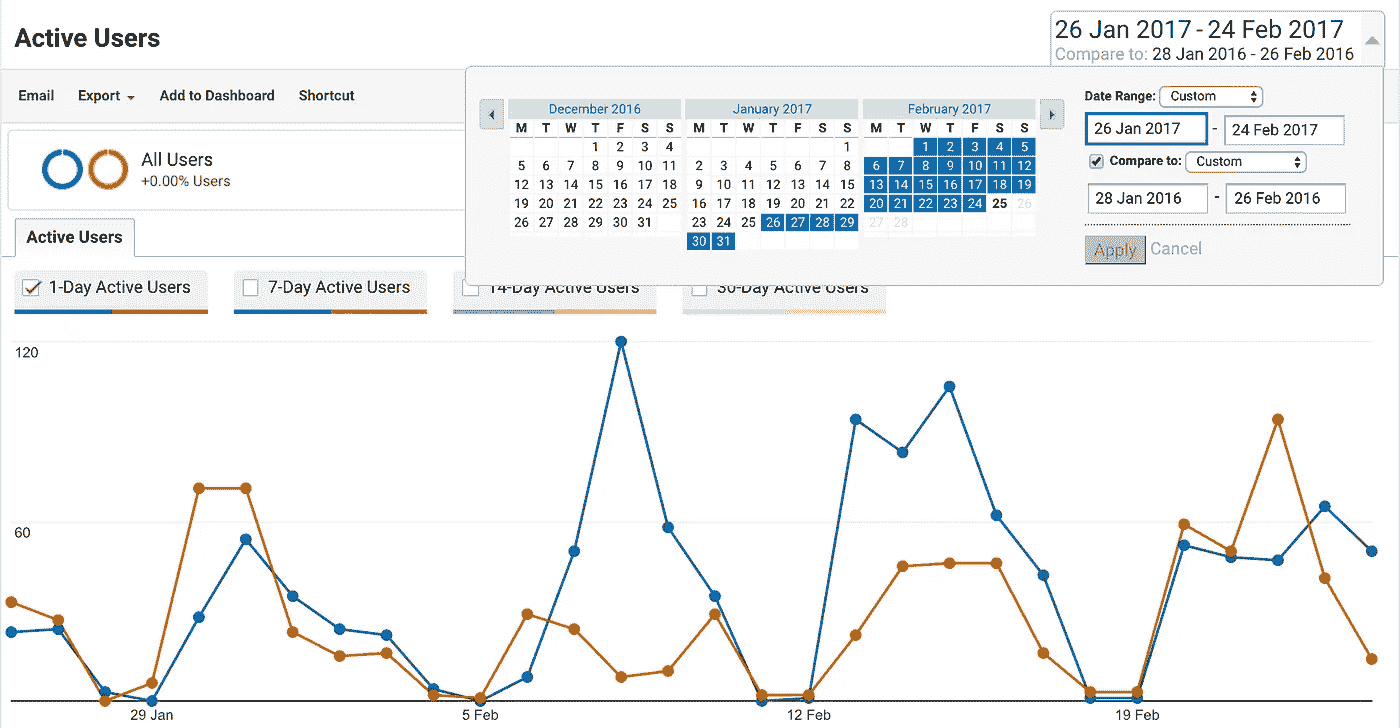 Active Users
26 Jan 2017 - 24 Feb 2017
Compare to: 28 Jan 2016 - 26 Feb 2016
Email Export Add to Dashboard Shortcut
All Users
+0.00% Users
December 2016
M T W T F S S
1 2 3 4
5 6 7 8 9 10 11
12 13 14 15 16 17 18
19 20 21 22 23 24 25
26 27 28 29 30 31
January 2017
M T W T F S S
1
2 3 4 5 6 7 8
9 10 11 12 13 14 15
16 17 18 19 20 21 22
23 24 25 26 27 28 29
30 31
February 2017
M T W T F S S
1 2 3 4 5
6 7 8 9 10 11 12
13 14 15 16 17 18 19
20 21 22 23 24 25 26
27 28
Date Range: Custom
26 Jan 2017 - 24 Feb 2017
Compare to: Custom
28 Jan 2016 - 26 Feb 2016
Apply Cancel
Active Users
1-Day Active Users
7-Day Active Users
14-Day Active Users
30-Day Active Users
120
60
29 Jan
5 Feb
12 Feb
19 Feb